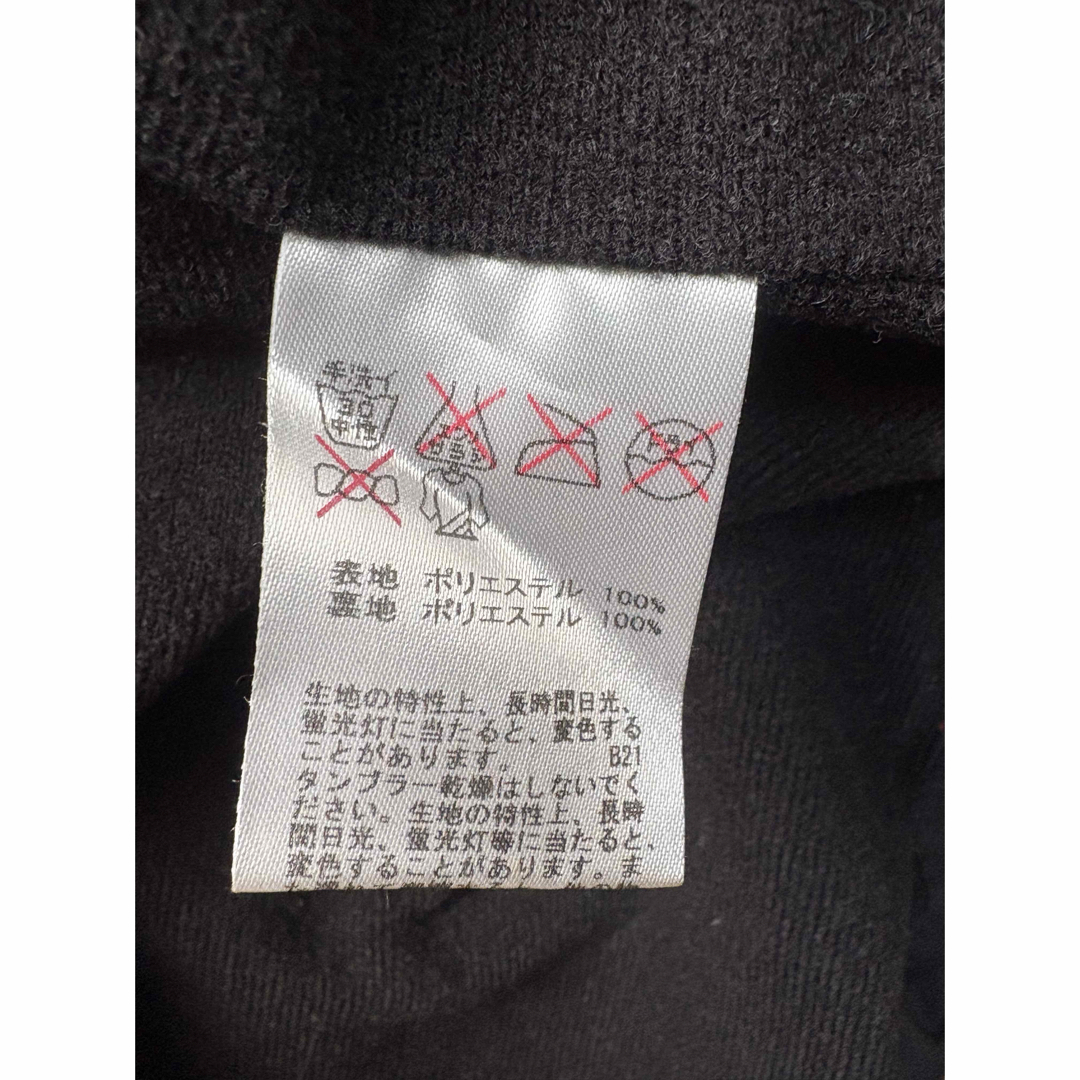 手洗イ
中性
表地 ポリエステル 100%
裏地 ポリエステル 100%
生地の特性上、長時間日光、
蛍光灯に当たると、変色する
ことがあります。 B21
タンブラー乾燥はしないでく
ださい。生地の特性上、長時
間日光、蛍光灯等に当たると、
変色することがあります。ま